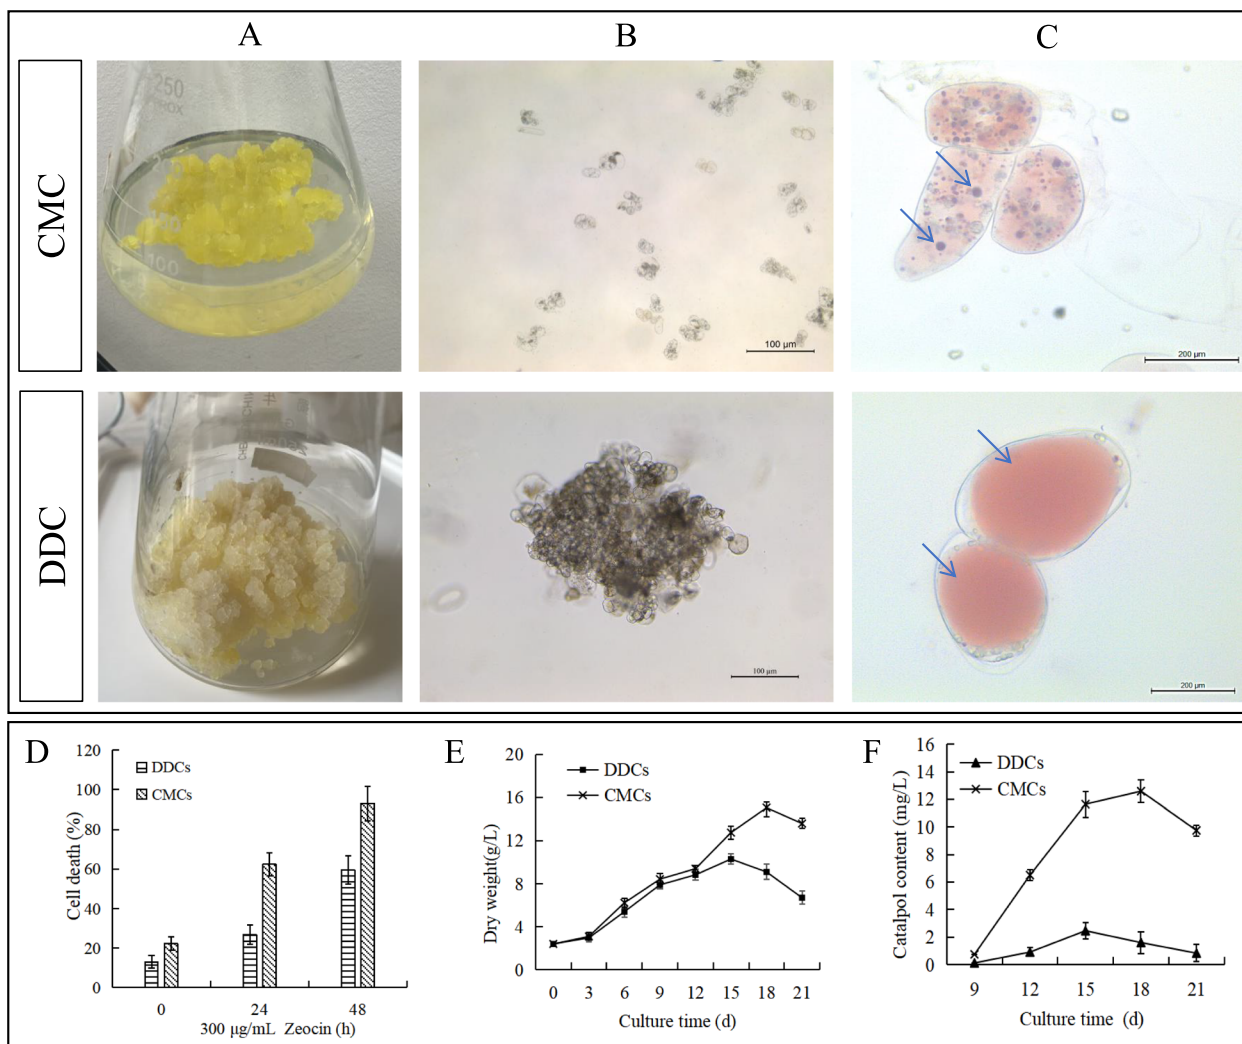 A
B
C
CMC
250
100
100 µm
200 µm
DDC
100 µm
200 µm
D
120
100
80
60
40
20
0
Cell death (%)
DDCs
CMCs
0
24
48
300 µg/mL Zeocin (h)
E
20
16
12
8
4
0
Dry weight(g/L)
DDCs
CMCs
0
3
6
9
12
15
18
21
Culture time (d)
F
16
14
12
10
8
6
4
2
0
Catalpol content (mg/L)
DDCs
CMCs
9
12
15
18
21
Culture time (d)